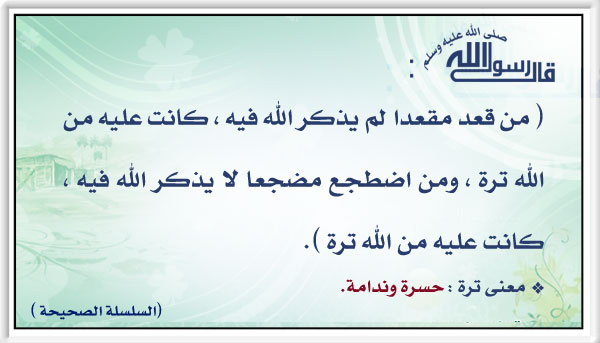 قال رسول الله صلى الله عليه وسلم :
( من قعد مقعدا لم يذكر الله فيه ، كانت عليه من
الله ترة ، ومن اضطجع مضجعا لا يذكر الله فيه ،
كانت عليه من الله ترة ).
❖ معنى ترة : حسرة وندامة.
(السلسلة الصحيحة )